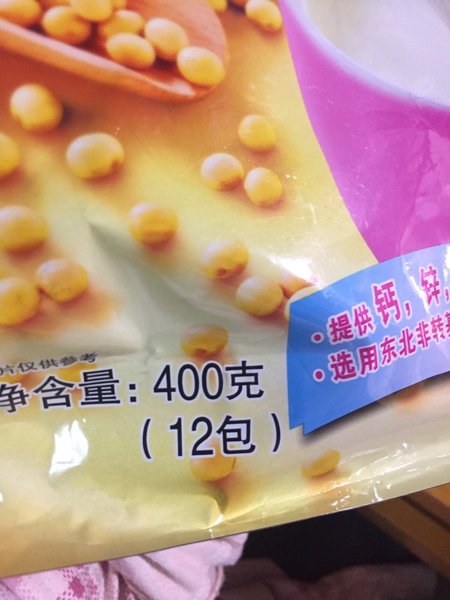 ·提供钙,锌,
·选用东北非转基
片仅供参考
净含量:400克
(12包)